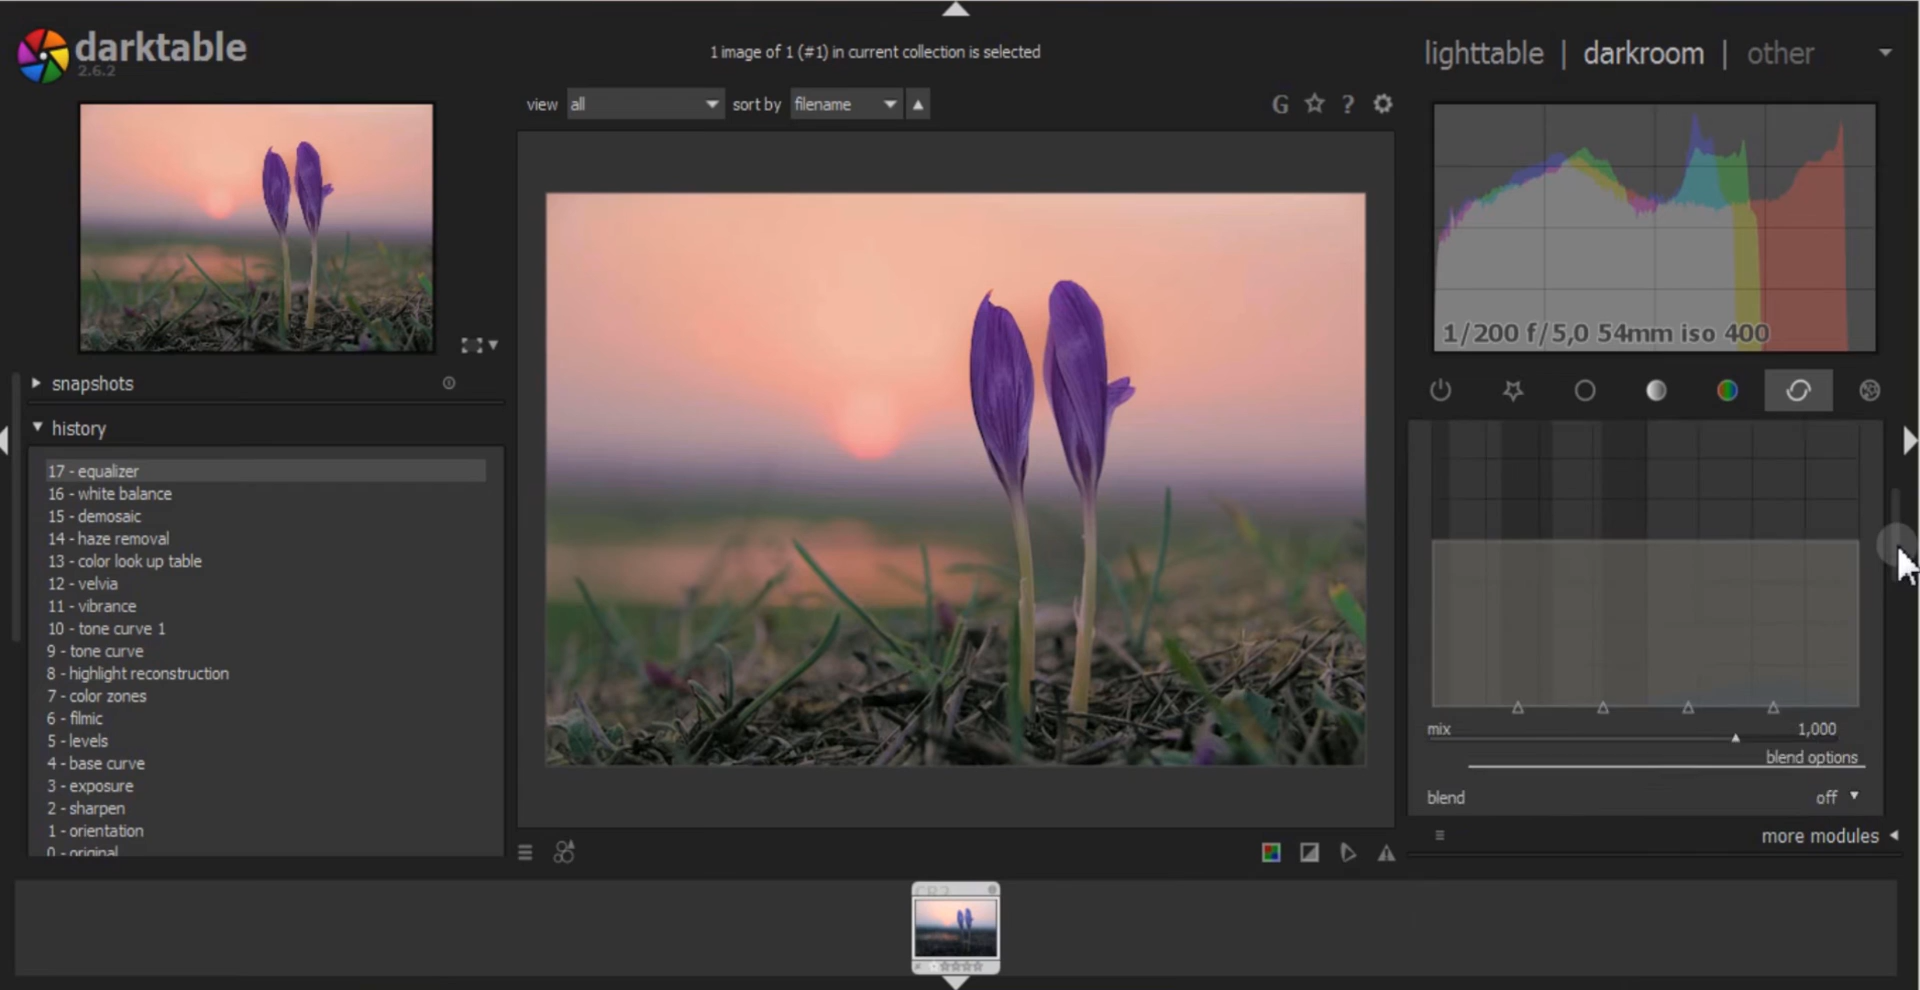 darktable
2.6.2
1 image of 1 (#1) in current collection is selected
lighttable | darkroom | other
view all sort by filename
G ?
1/200 f/5,0 54mm iso 400
snapshots
history
17 - equalizer
16 - white balance
15 - demosaic
14 - haze removal
13 - color look up table
12 - velvia
11 - vibrance
10 - tone curve 1
9 - tone curve
8 - highlight reconstruction
7 - color zones
6 - filmic
5 - levels
4 - base curve
3 - exposure
2 - sharpen
1 - orientation
0 - original
mix 1,000
blend options
blend off
more modules
CR2